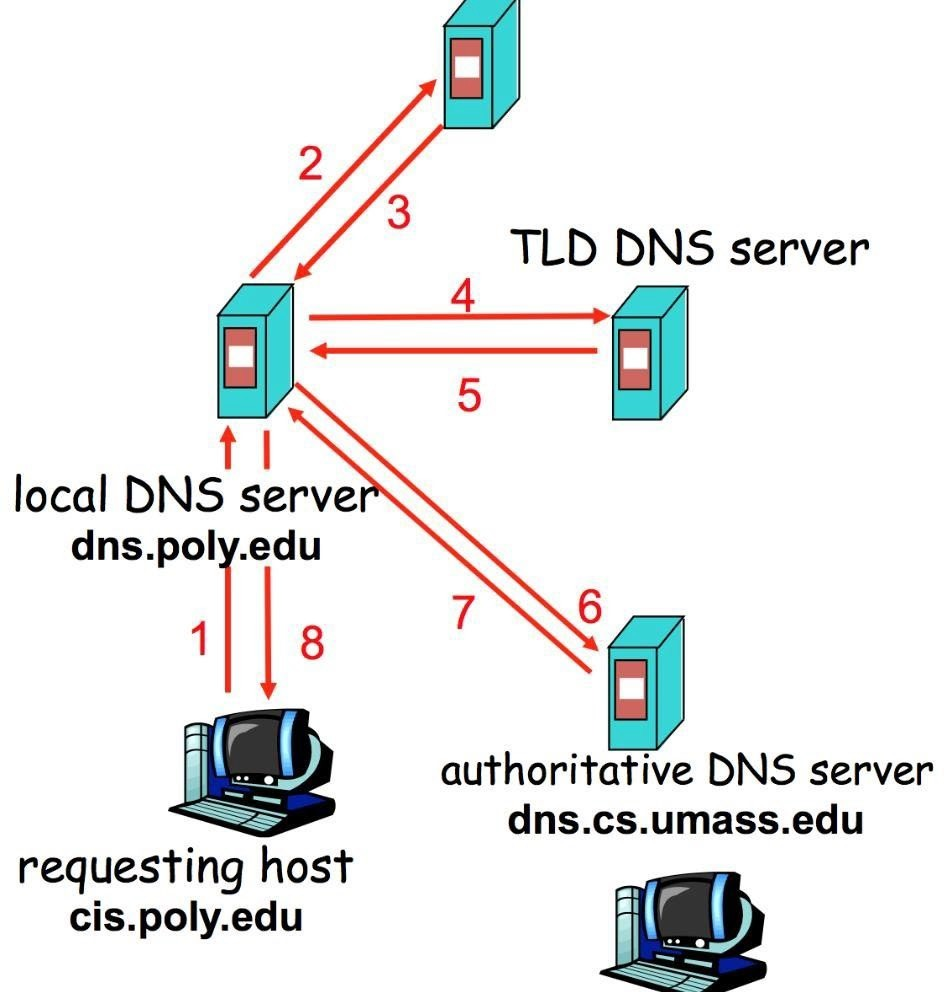 2
3
TLD DNS server
4
5
local DNS server
dns.poly.edu
6
7
1
8
authoritative DNS server
dns.cs.umass.edu
requesting host
cis.poly.edu